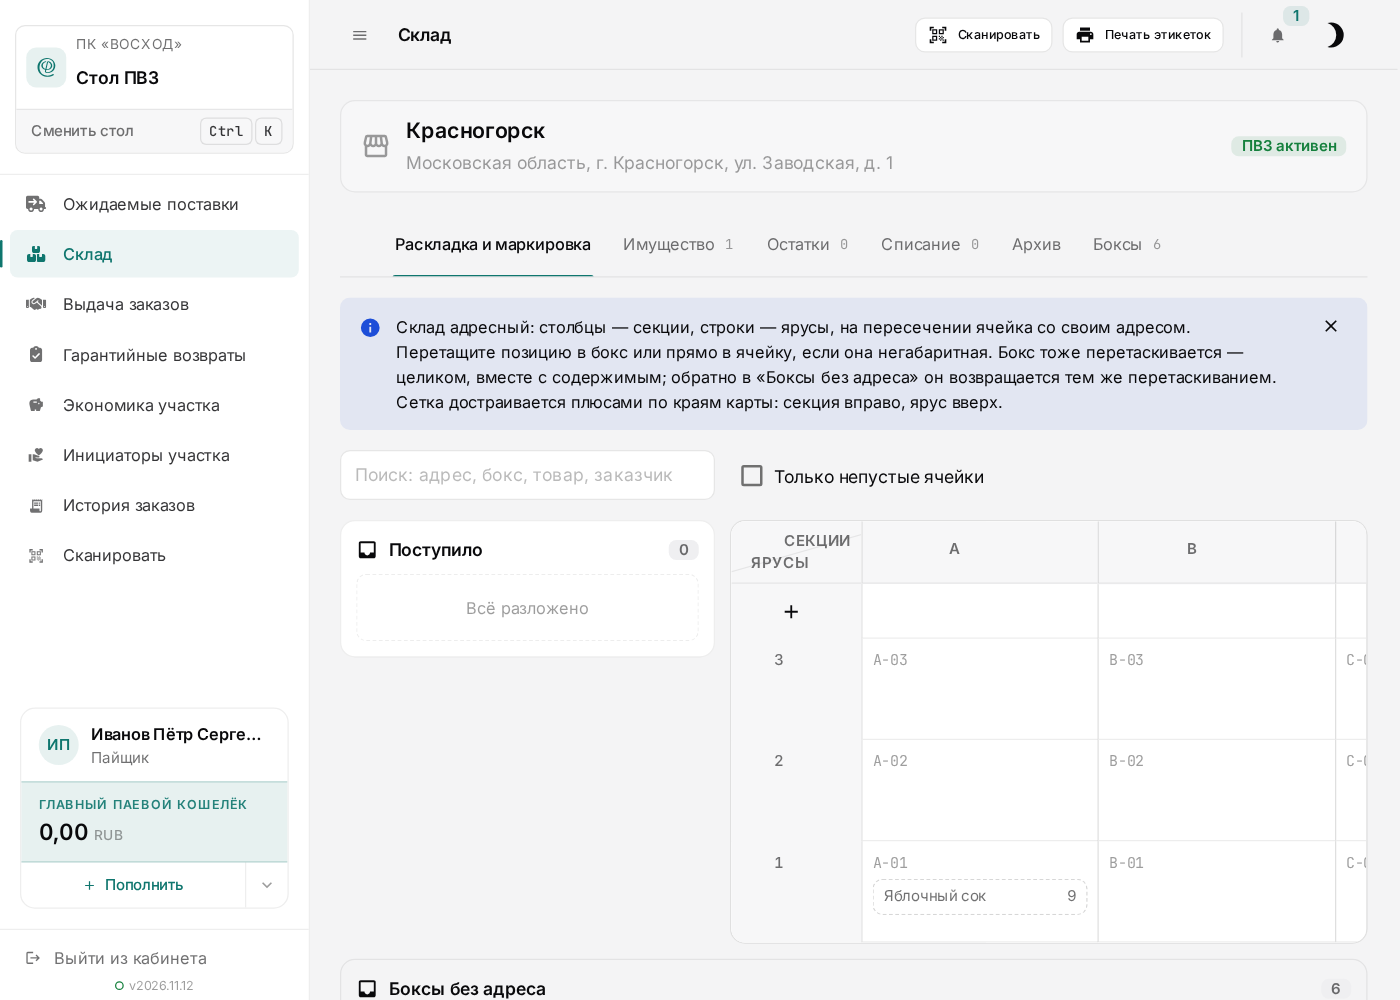 ПК «ВОСХОД»
Стол ПВЗ
Сменить стол Ctrl K
Ожидаемые поставки
Склад
Выдача заказов
Гарантийные возвраты
Экономика участка
Инициаторы участка
История заказов
Сканировать
ИП
Иванов Пётр Серге...
Пайщик
ГЛАВНЫЙ ПАЕВОЙ КОШЕЛЁК
0,00 RUB
+ Пополнить
Выйти из кабинета
v2026.11.12
Склад
Сканировать
Печать этикеток
1
Красногорск
Московская область, г. Красногорск, ул. Заводская, д. 1
ПВЗ активен
Раскладка и маркировка Имущество 1 Остатки 0 Списание 0 Архив Боксы 6
Склад адресный: столбцы — секции, строки — ярусы, на пересечении ячейка со своим адресом.
Перетащите позицию в бокс или прямо в ячейку, если она негабаритная. Бокс тоже перетаскивается —
целиком, вместе с содержимым; обратно в «Боксы без адреса» он возвращается тем же перетаскиванием.
Сетка достраивается плюсами по краям карты: секция вправо, ярус вверх.
Поиск: адрес, бокс, товар, заказчик
Только непустые ячейки
Поступило 0
Всё разложено
СЕКЦИИ
ЯРУСЫ
A B
+
3 A-03 B-03
2 A-02 B-02
1 A-01 B-01
Яблочный сок 9
Боксы без адреса 6